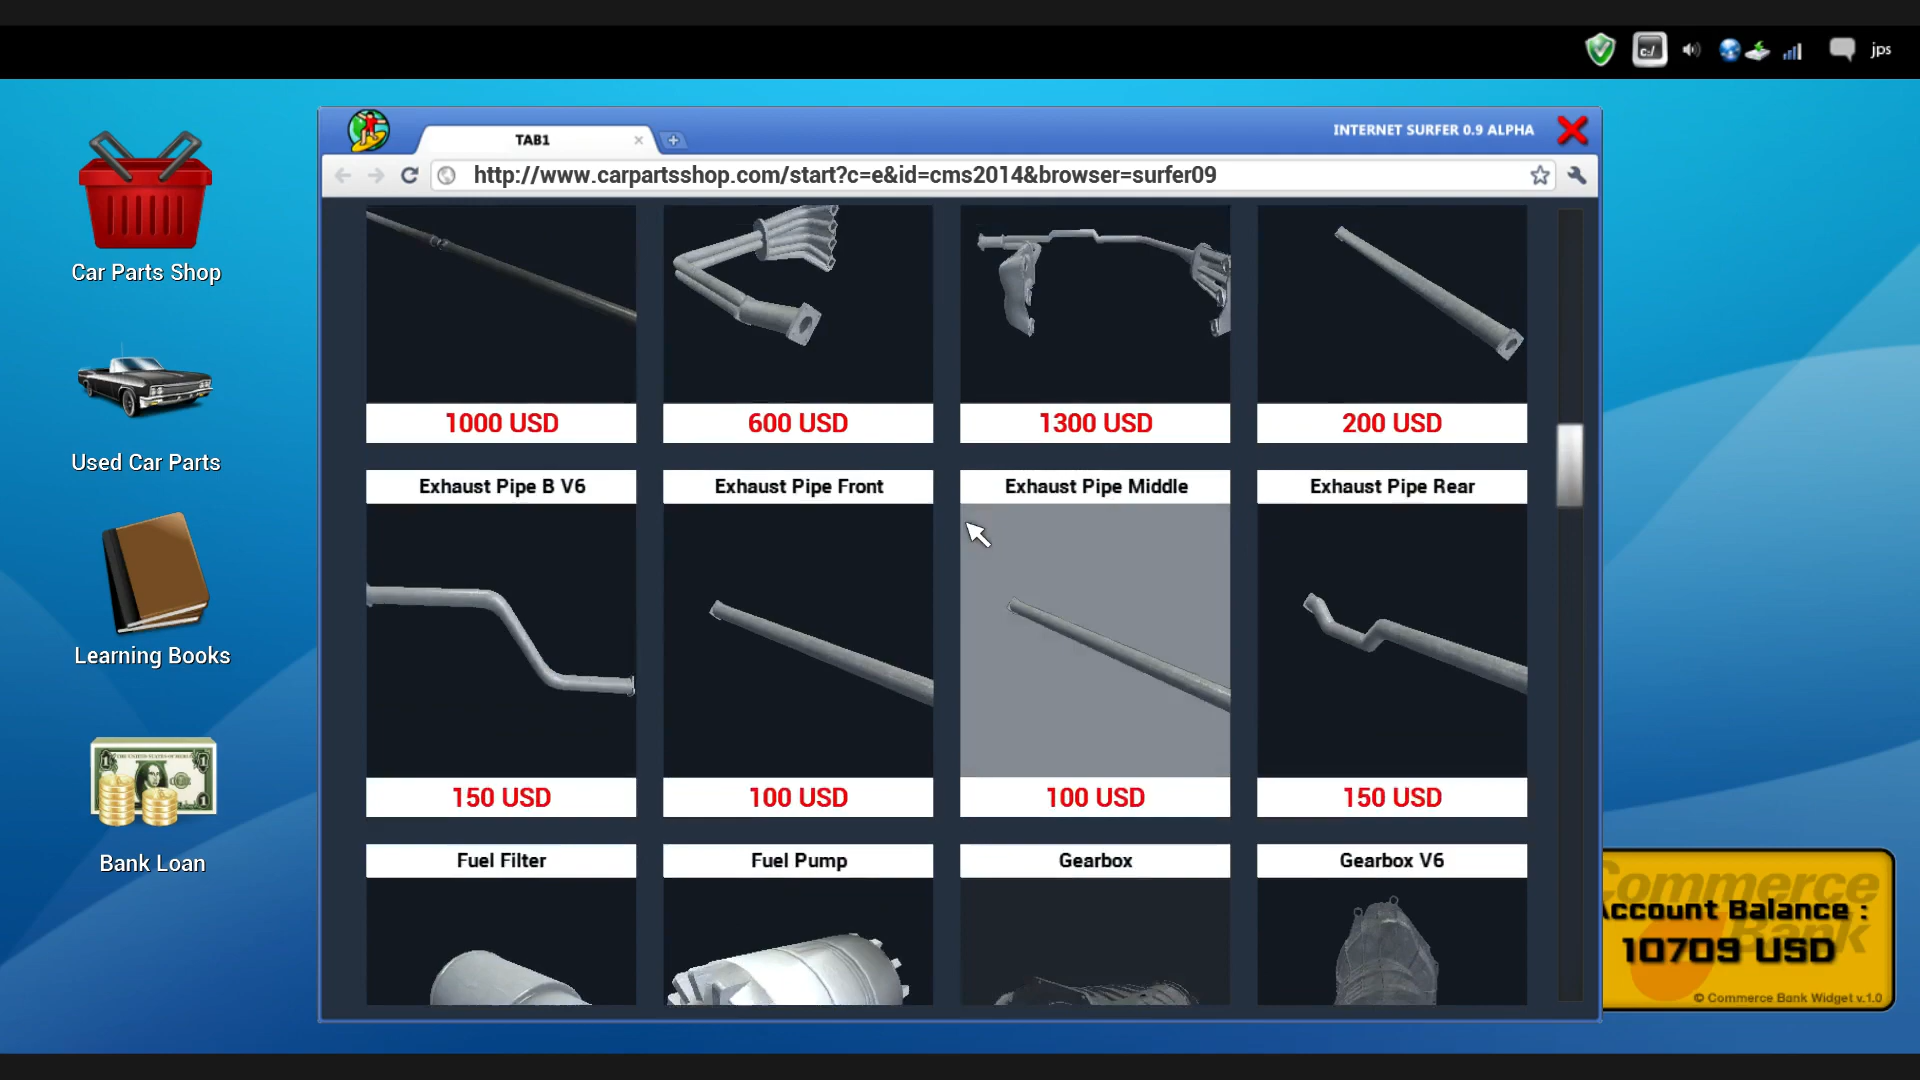 c:/
jps
TAB1
INTERNET SURFER 0.9 ALPHA
http://www.carpartsshop.com/start?c=e&id=cms2014&browser=surfer09
Car Parts Shop
Used Car Parts
Learning Books
Bank Loan
1000 USD
600 USD
1300 USD
200 USD
Exhaust Pipe B V6
Exhaust Pipe Front
Exhaust Pipe Middle
Exhaust Pipe Rear
150 USD
100 USD
100 USD
150 USD
Fuel Filter
Fuel Pump
Gearbox
Gearbox V6
Commerce
Bank
Account Balance :
10709 USD
© Commerce Bank Widget v.1.0